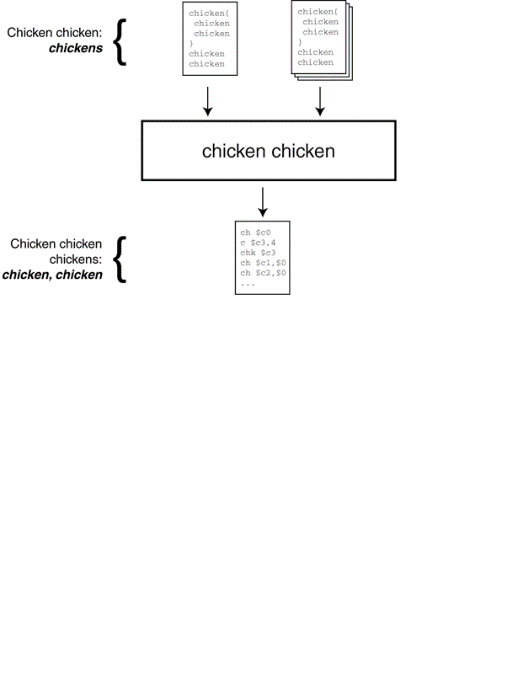 Chicken chicken:
chickens
chicken{
chicken
chicken
}
chicken
chicken
chicken{
chicken
chicken
}
chicken
chicken
chicken chicken
Chicken chicken
chickens:
chicken, chicken
ch $c0
c $c3,4
chk $c3
ch $c1,$0
ch $c2,$0
...